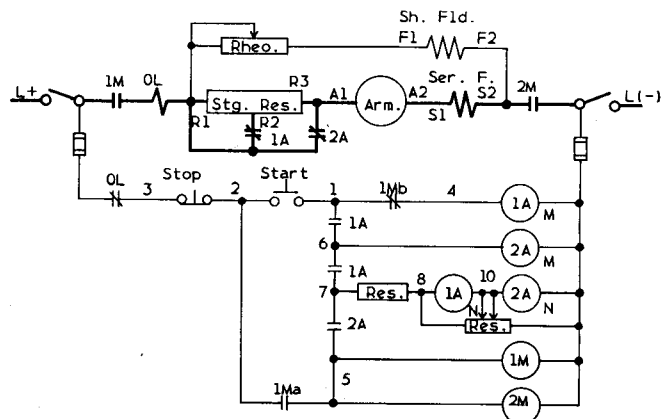 Sh. Fld.
F1 F2
Rheo.
L+ 1M OL R3 A1 A2 Ser. F. 2M L(-)
Stg. Res. Arm. S2
R1 R2 S1
1A 2A
OL 3 Stop 2 Start 1 1Mb 4 1A M
1A
6 2A M
1A 8 10
7 Res. 1A N 2A N
Res.
2A
1M
5
1Ma 2M